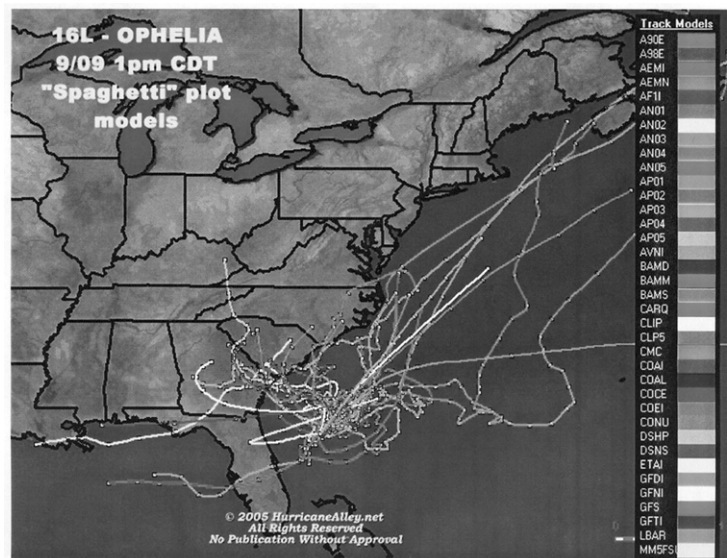 16L - OPHELIA
9/09 1pm CDT
"Spaghetti" plot
models
Track Models
A90E
A98E
AEMI
AEMN
AF1I
AN01
AN02
AN03
AN04
AN05
AP01
AP02
AP03
AP04
AP05
AVNI
BAMD
BAMM
BAMS
CARQ
CLIP
CLP5
CMC
COAI
COAL
COCE
COEI
CONU
DSHP
DSNS
ETAI
GFDI
GFNI
GFS
GFTI
LBAR
MM5FSU
© 2005 HurricaneAlley.net
All Rights Reserved
No Publication Without Approval